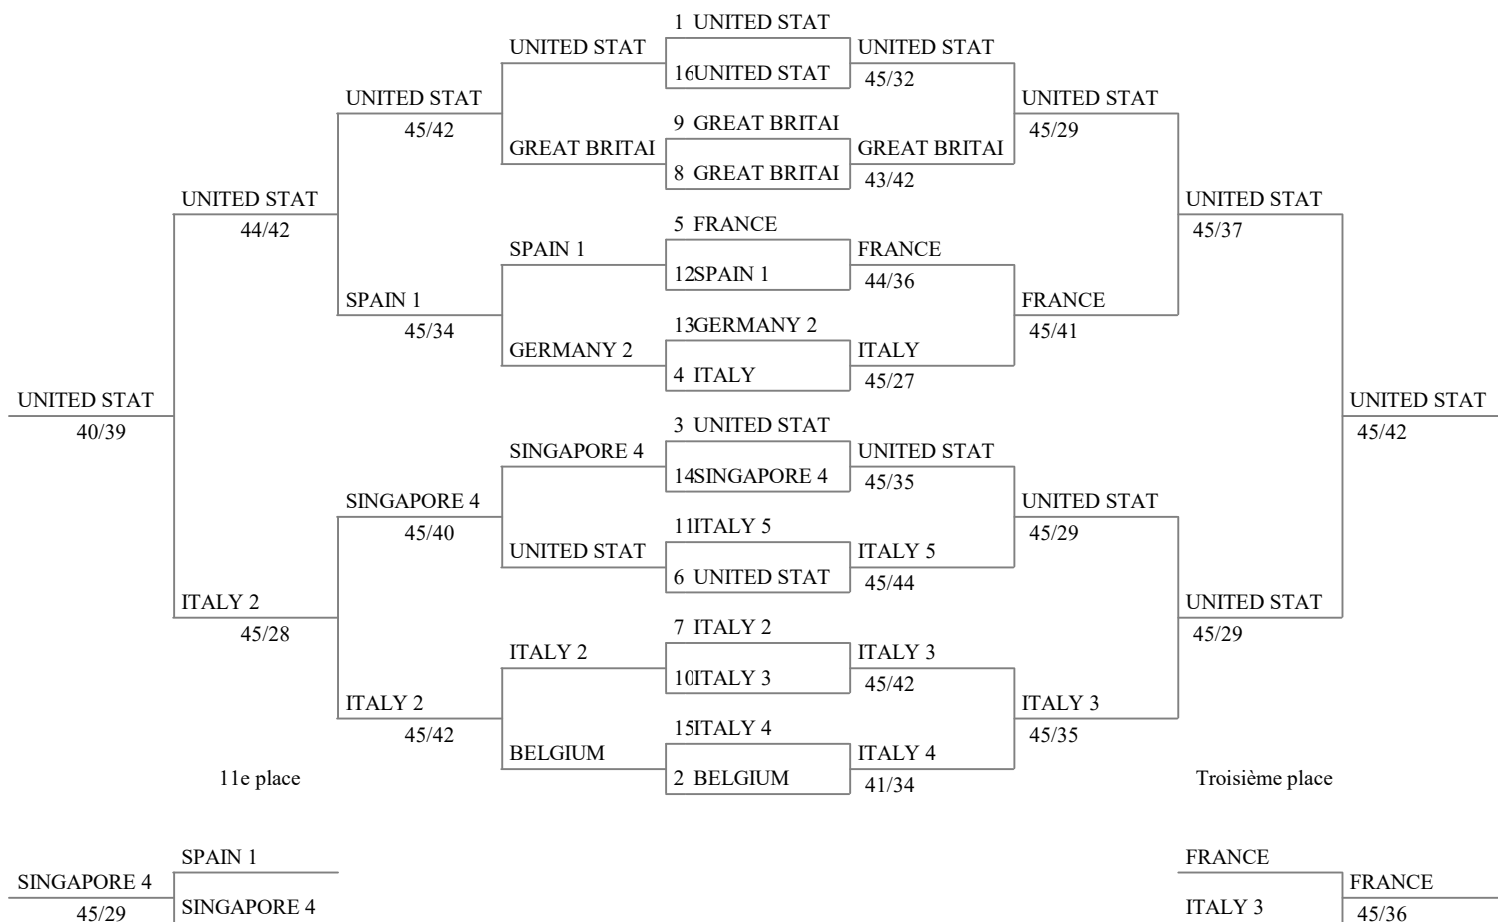 1 UNITED STAT
UNITED STAT
UNITED STAT
16UNITED STAT
45/32
UNITED STAT
UNITED STAT
45/42
45/29
9 GREAT BRITAI
GREAT BRITAI
GREAT BRITAI
8 GREAT BRITAI
43/42
UNITED STAT
UNITED STAT
44/42
45/37
5 FRANCE
SPAIN 1
FRANCE
12SPAIN 1
44/36
SPAIN 1
FRANCE
45/34
45/41
13GERMANY 2
GERMANY 2
ITALY
4 ITALY
45/27
UNITED STAT
UNITED STAT
40/39
45/42
3 UNITED STAT
SINGAPORE 4
UNITED STAT
14SINGAPORE 4
45/35
SINGAPORE 4
UNITED STAT
45/40
45/29
11ITALY 5
UNITED STAT
ITALY 5
6 UNITED STAT
45/44
ITALY 2
UNITED STAT
45/28
45/29
7 ITALY 2
ITALY 2
ITALY 3
10ITALY 3
45/42
ITALY 2
ITALY 3
45/42
45/35
15ITALY 4
BELGIUM
ITALY 4
2 BELGIUM
41/34
11e place
Troisième place
SPAIN 1
FRANCE
SINGAPORE 4
FRANCE
45/29
SINGAPORE 4
ITALY 3
45/36